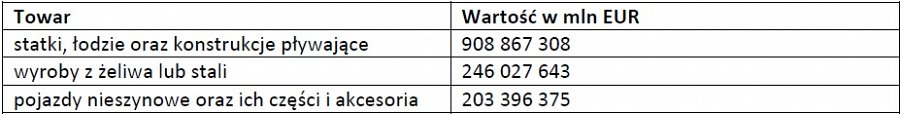 Towar Wartość w mln EUR
statki, łodzie oraz konstrukcje pływające 908 867 308
wyroby z żeliwa lub stali 246 027 643
pojazdy nieszynowe oraz ich części i akcesoria 203 396 375